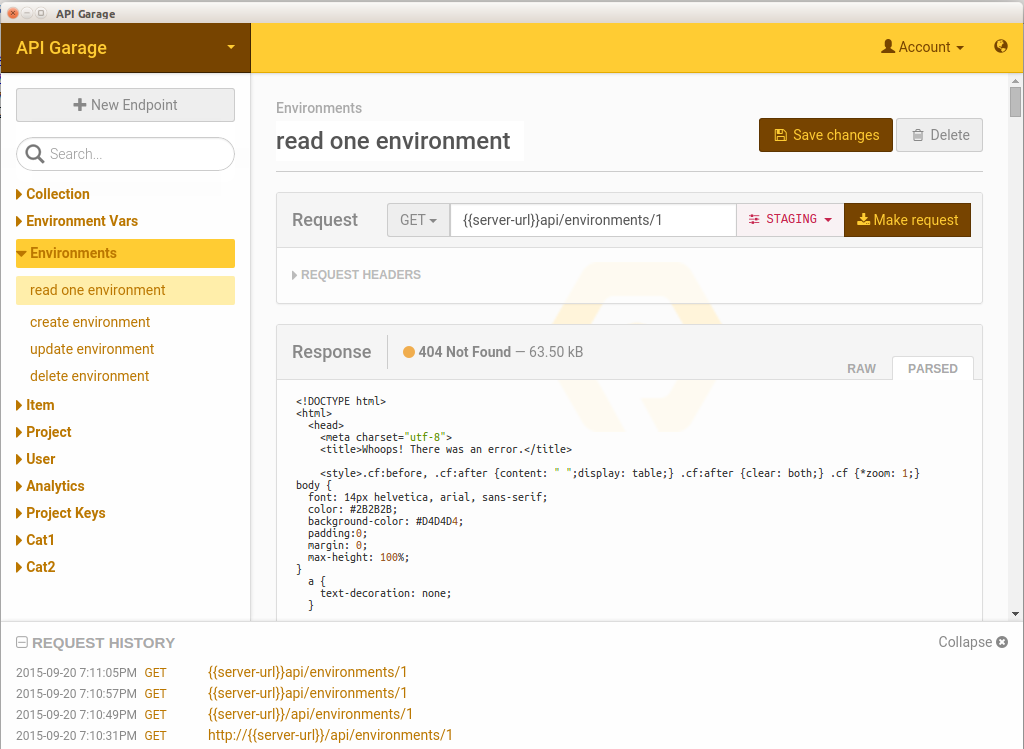 API Garage
API Garage
Account
New Endpoint
Search...
Collection
Environment Vars
Environments
read one environment
create environment
update environment
delete environment
Item
Project
User
Analytics
Project Keys
Cat1
Cat2
Environments
read one environment
Save changes
Delete
Request
GET
{{server-url}}api/environments/1
STAGING
Make request
REQUEST HEADERS
Response
404 Not Found — 63.50 kB
RAW
PARSED
<!DOCTYPE html>
<html>
<head>
<meta charset="utf-8">
<title>Whoops! There was an error.</title>
<style>.cf:before, .cf:after {content: " ";display: table;} .cf:after {clear: both;} .cf {*zoom: 1;}
body {
font: 14px helvetica, arial, sans-serif;
color: #2B2B2B;
background-color: #D4D4D4;
padding:0;
margin: 0;
max-height: 100%;
}
a {
text-decoration: none;
}
REQUEST HISTORY
Collapse
2015-09-20 7:11:05PM GET {{server-url}}api/environments/1
2015-09-20 7:10:57PM GET {{server-url}}api/environments/1
2015-09-20 7:10:49PM GET {{server-url}}/api/environments/1
2015-09-20 7:10:31PM GET http://{{server-url}}/api/environments/1